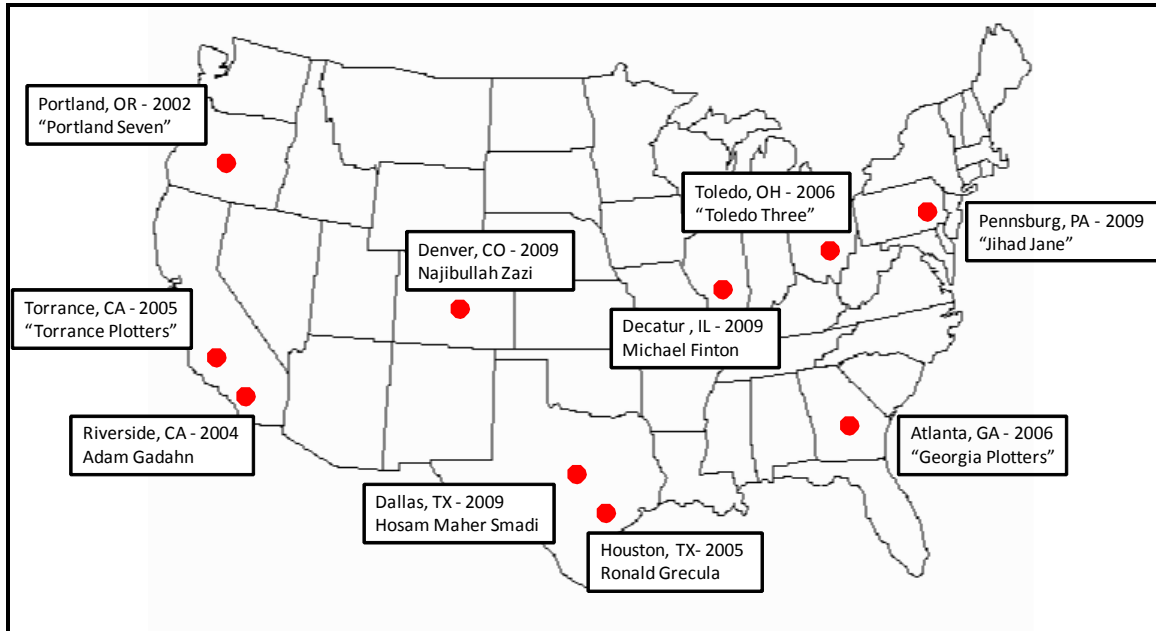 Portland, OR - 2002
“Portland Seven”
Toledo, OH - 2006
“Toledo Three”
Pennsburg, PA - 2009
“Jihad Jane”
Denver, CO - 2009
Najibullah Zazi
Torrance, CA - 2005
“Torrance Plotters”
Decatur , IL - 2009
Michael Finton
Riverside, CA - 2004
Adam Gadahn
Atlanta, GA - 2006
“Georgia Plotters”
Dallas, TX - 2009
Hosam Maher Smadi
Houston, TX- 2005
Ronald Grecula